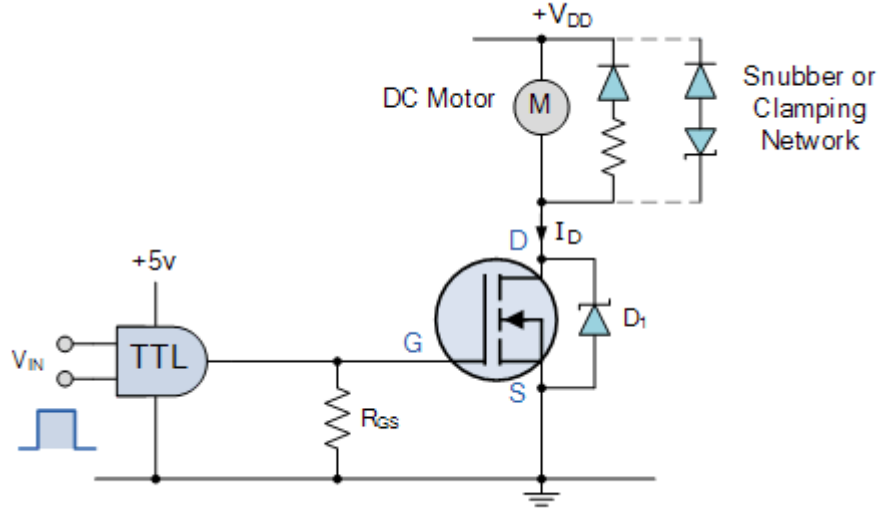 +VDD
DC Motor
M
Snubber or
Clamping
Network
D
ID
+5v
VIN
TTL
G
D1
S
RGS